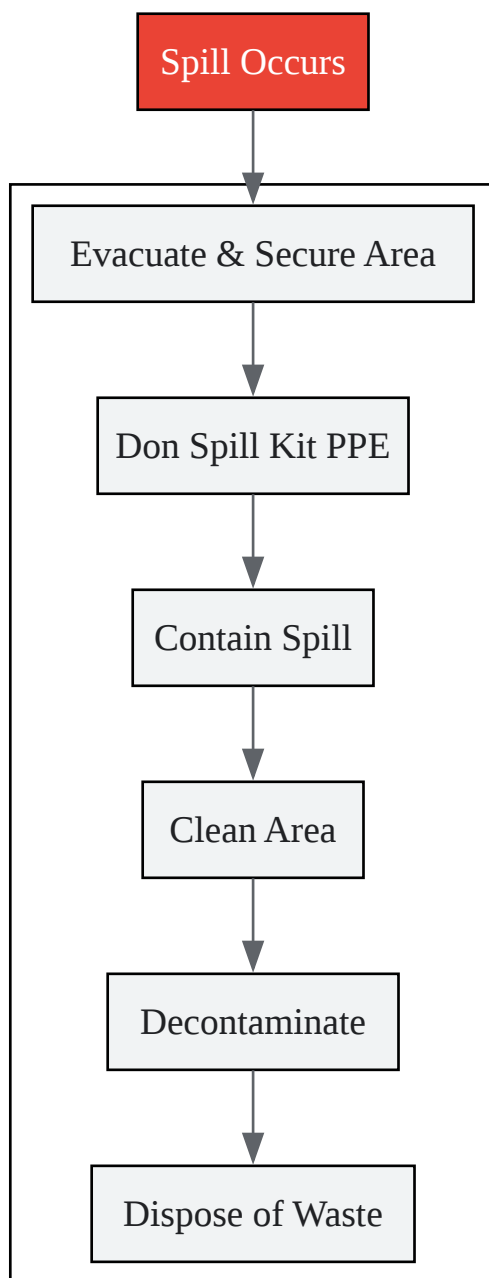 Spill Occurs
Evacuate & Secure Area
Don Spill Kit PPE
Contain Spill
Clean Area
Decontaminate
Dispose of Waste